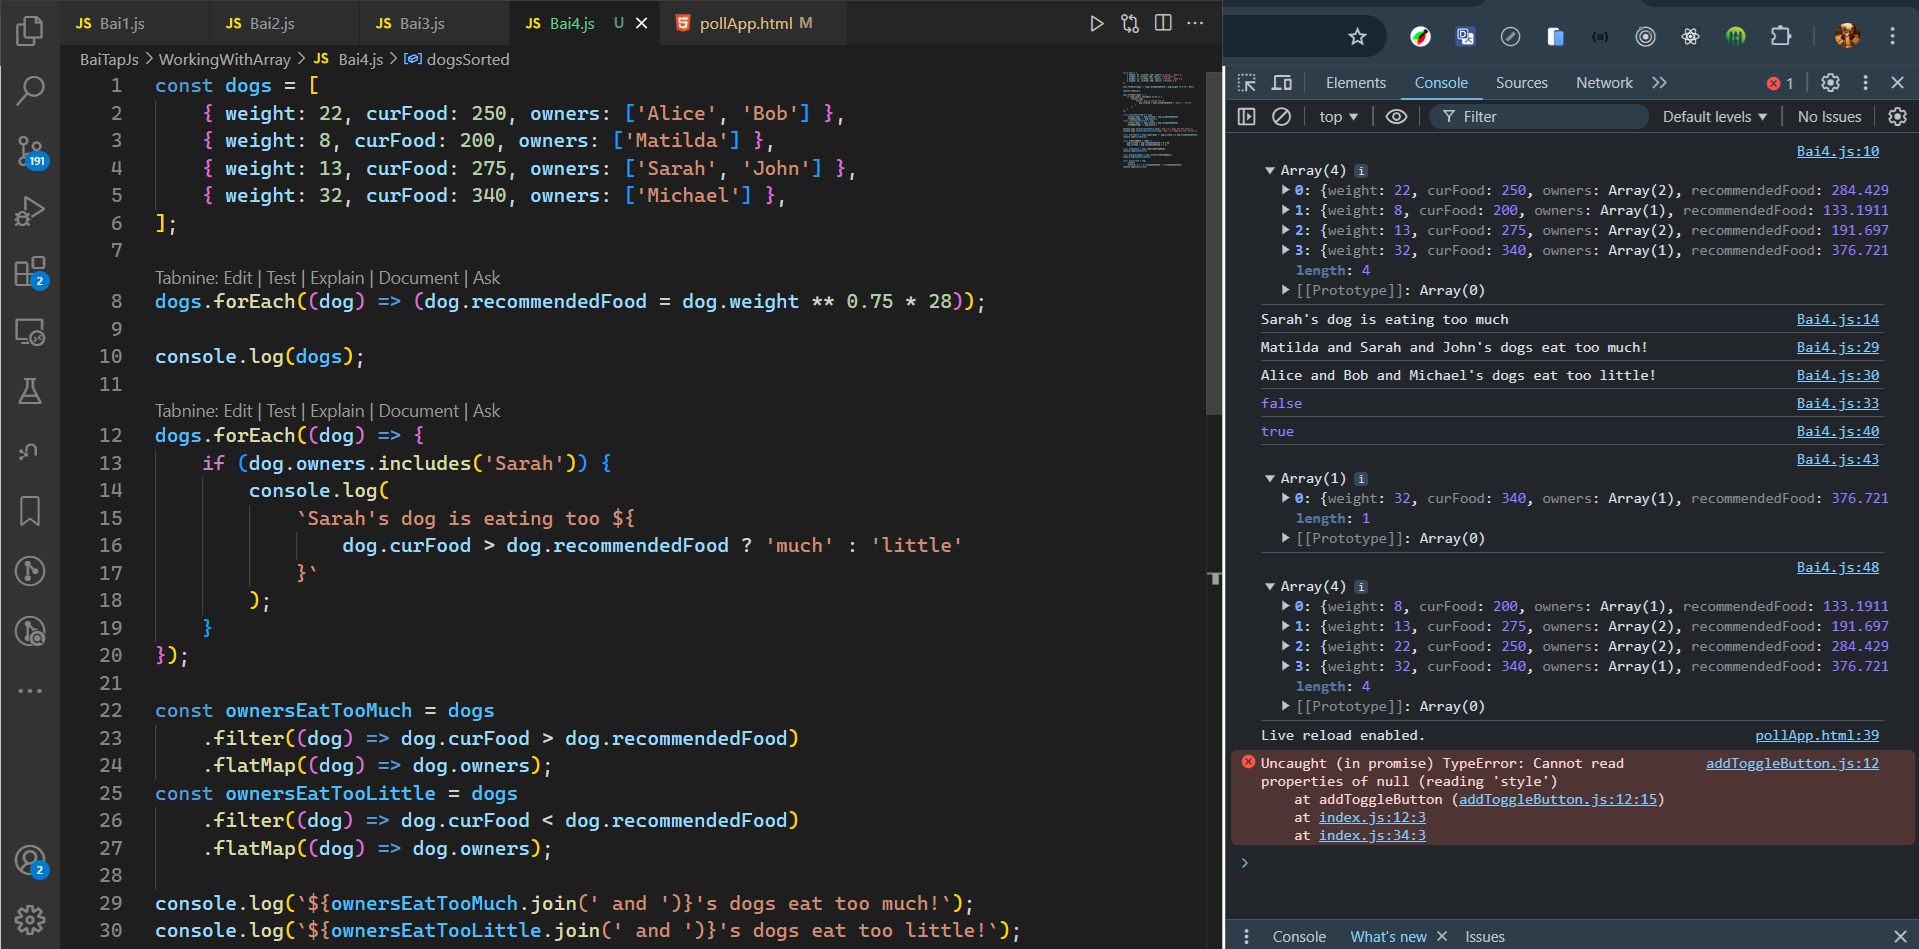 JS Bai1.js
JS Bai2.js
JS Bai3.js
JS Bai4.js U
pollApp.html M
BaiTapJs > WorkingWithArray > JS Bai4.js > dogsSorted
1 const dogs = [
2 { weight: 22, curFood: 250, owners: ['Alice', 'Bob'] },
3 { weight: 8, curFood: 200, owners: ['Matilda'] },
4 { weight: 13, curFood: 275, owners: ['Sarah', 'John'] },
5 { weight: 32, curFood: 340, owners: ['Michael'] },
6 ];
7
Tabnine: Edit | Test | Explain | Document | Ask
8 dogs.forEach((dog) => (dog.recommendedFood = dog.weight ** 0.75 * 28));
9
10 console.log(dogs);
11
Tabnine: Edit | Test | Explain | Document | Ask
12 dogs.forEach((dog) => {
13 if (dog.owners.includes('Sarah')) {
14 console.log(
15 `Sarah's dog is eating too ${
16 dog.curFood > dog.recommendedFood ? 'much' : 'little'
17 }`
18 );
19 }
20 });
21
22 const ownersEatTooMuch = dogs
23 .filter((dog) => dog.curFood > dog.recommendedFood)
24 .flatMap((dog) => dog.owners);
25 const ownersEatTooLittle = dogs
26 .filter((dog) => dog.curFood < dog.recommendedFood)
27 .flatMap((dog) => dog.owners);
28
29 console.log(`${ownersEatTooMuch.join(' and ')}'s dogs eat too much!`);
30 console.log(`${ownersEatTooLittle.join(' and ')}'s dogs eat too little!`);
191
2
2
Elements Console Sources Network 1
top Filter Default levels No Issues
Bai4.js:10
Array(4)
0: {weight: 22, curFood: 250, owners: Array(2), recommendedFood: 284.429
1: {weight: 8, curFood: 200, owners: Array(1), recommendedFood: 133.1911
2: {weight: 13, curFood: 275, owners: Array(2), recommendedFood: 191.697
3: {weight: 32, curFood: 340, owners: Array(1), recommendedFood: 376.721
length: 4
[[Prototype]]: Array(0)
Sarah's dog is eating too much Bai4.js:14
Matilda and Sarah and John's dogs eat too much! Bai4.js:29
Alice and Bob and Michael's dogs eat too little! Bai4.js:30
false Bai4.js:33
true Bai4.js:40
Bai4.js:43
Array(1)
0: {weight: 32, curFood: 340, owners: Array(1), recommendedFood: 376.721
length: 1
[[Prototype]]: Array(0)
Bai4.js:48
Array(4)
0: {weight: 8, curFood: 200, owners: Array(1), recommendedFood: 133.1911
1: {weight: 13, curFood: 275, owners: Array(2), recommendedFood: 191.697
2: {weight: 22, curFood: 250, owners: Array(2), recommendedFood: 284.429
3: {weight: 32, curFood: 340, owners: Array(1), recommendedFood: 376.721
length: 4
[[Prototype]]: Array(0)
Live reload enabled. pollApp.html:39
Uncaught (in promise) TypeError: Cannot read addToggleButton.js:12
properties of null (reading 'style')
at addToggleButton (addToggleButton.js:12:15)
at index.js:12:3
at index.js:34:3
Console What's new Issues